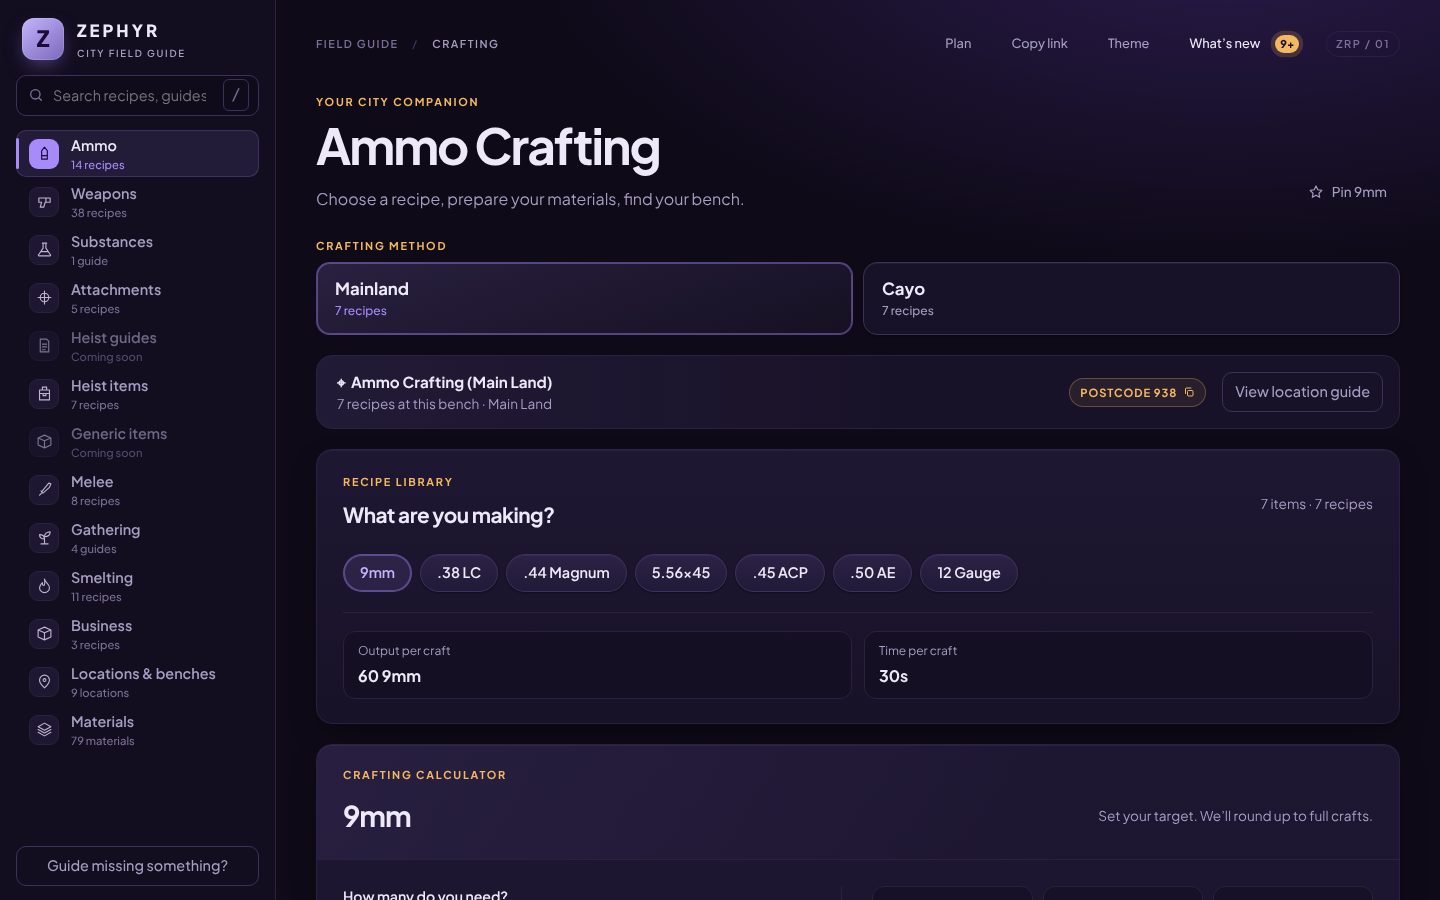 Z
ZEPHYR
CITY FIELD GUIDE
Search recipes, guides
/
Ammo
14 recipes
Weapons
38 recipes
Substances
1 guide
Attachments
5 recipes
Heist guides
Coming soon
Heist items
7 recipes
Generic items
Coming soon
Melee
8 recipes
Gathering
4 guides
Smelting
11 recipes
Business
3 recipes
Locations & benches
9 locations
Materials
79 materials
Guide missing something?
FIELD GUIDE / CRAFTING
Plan
Copy link
Theme
What's new 9+
ZRP / 01
YOUR CITY COMPANION
Ammo Crafting
Choose a recipe, prepare your materials, find your bench.
Pin 9mm
CRAFTING METHOD
Mainland
7 recipes
Cayo
7 recipes
Ammo Crafting (Main Land)
7 recipes at this bench · Main Land
POSTCODE 938
View location guide
RECIPE LIBRARY
What are you making?
7 items · 7 recipes
9mm
.38 LC
.44 Magnum
5.56×45
.45 ACP
.50 AE
12 Gauge
Output per craft
60 9mm
Time per craft
30s
CRAFTING CALCULATOR
9mm
Set your target. We'll round up to full crafts.
How many do you need?